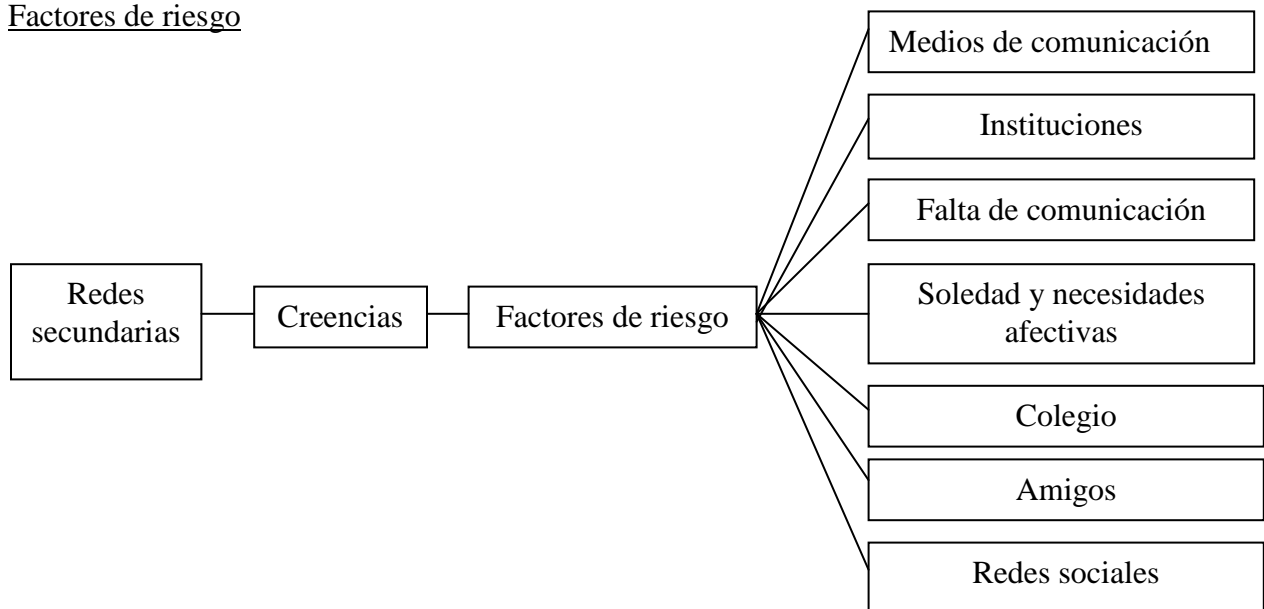 Factores de riesgo
Medios de comunicación
Instituciones
Falta de comunicación
Redes
secundarias
Creencias
Factores de riesgo
Soledad y necesidades
afectivas
Colegio
Amigos
Redes sociales